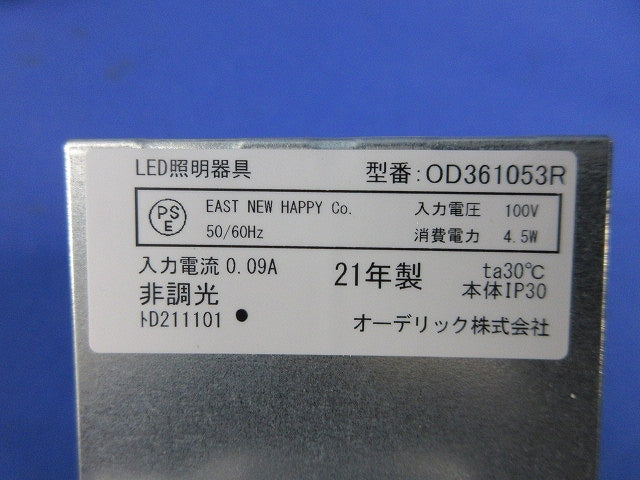 LED照明器具 型番:OD361053R
PSE EAST NEW HAPPY Co. 入力電圧 100V
50/60Hz 消費電力 4.5W
入力電流 0.09A 21年製 ta30℃
非調光 本体IP30
ﾄD211101 ● オーデリック株式会社